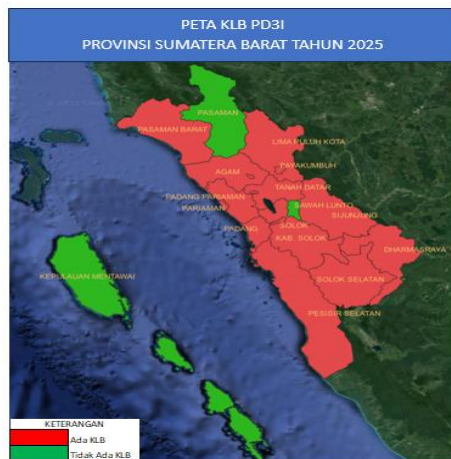 PETA KLB PD3I
PROVINSI SUMATERA BARAT TAHUN 2025
PASAMAN
PASAMAN BARAT
LIMA PULUH KOTA
PAYAKUMBUH
AGAM
TANAH DATAR
PADANG PARIAMAN
PARIAMAN
SAWAH LUNTO
SIJUNJUNG
PADANG
SOLOK
KAB. SOLOK
DHARMASRAYA
KEPULAUAN MENTAWAI
SOLOK SELATAN
PESISIR SELATAN
KETERANGAN
Ada KLB
Tidak Ada KLB